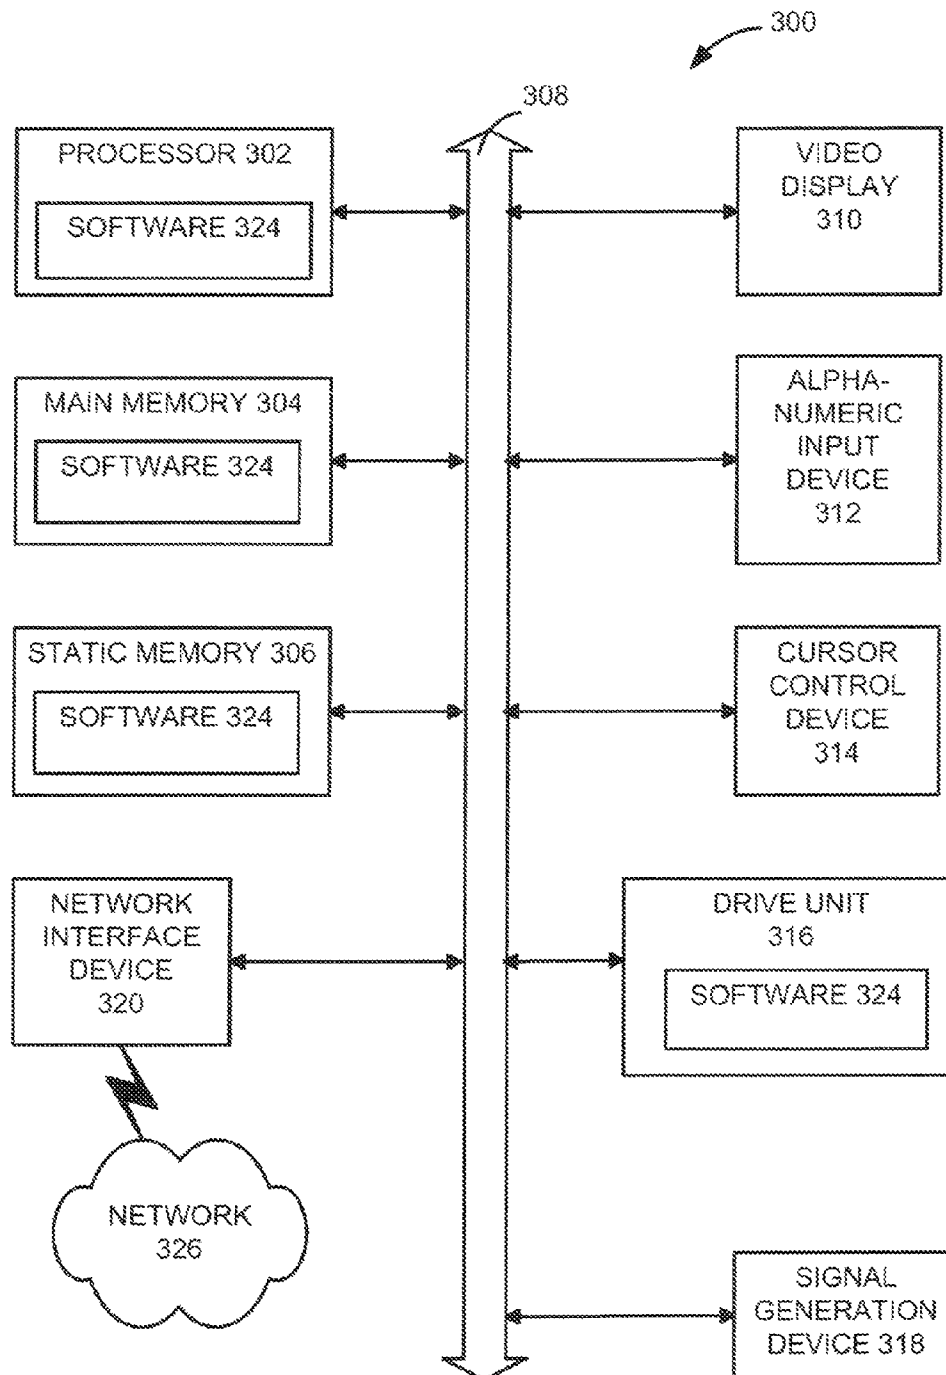 300
308
PROCESSOR 302
SOFTWARE 324
VIDEO
DISPLAY
310
MAIN MEMORY 304
SOFTWARE 324
ALPHA-
NUMERIC
INPUT
DEVICE
312
STATIC MEMORY 306
SOFTWARE 324
CURSOR
CONTROL
DEVICE
314
NETWORK
INTERFACE
DEVICE
320
DRIVE UNIT
316
SOFTWARE 324
NETWORK
326
SIGNAL
GENERATION
DEVICE 318